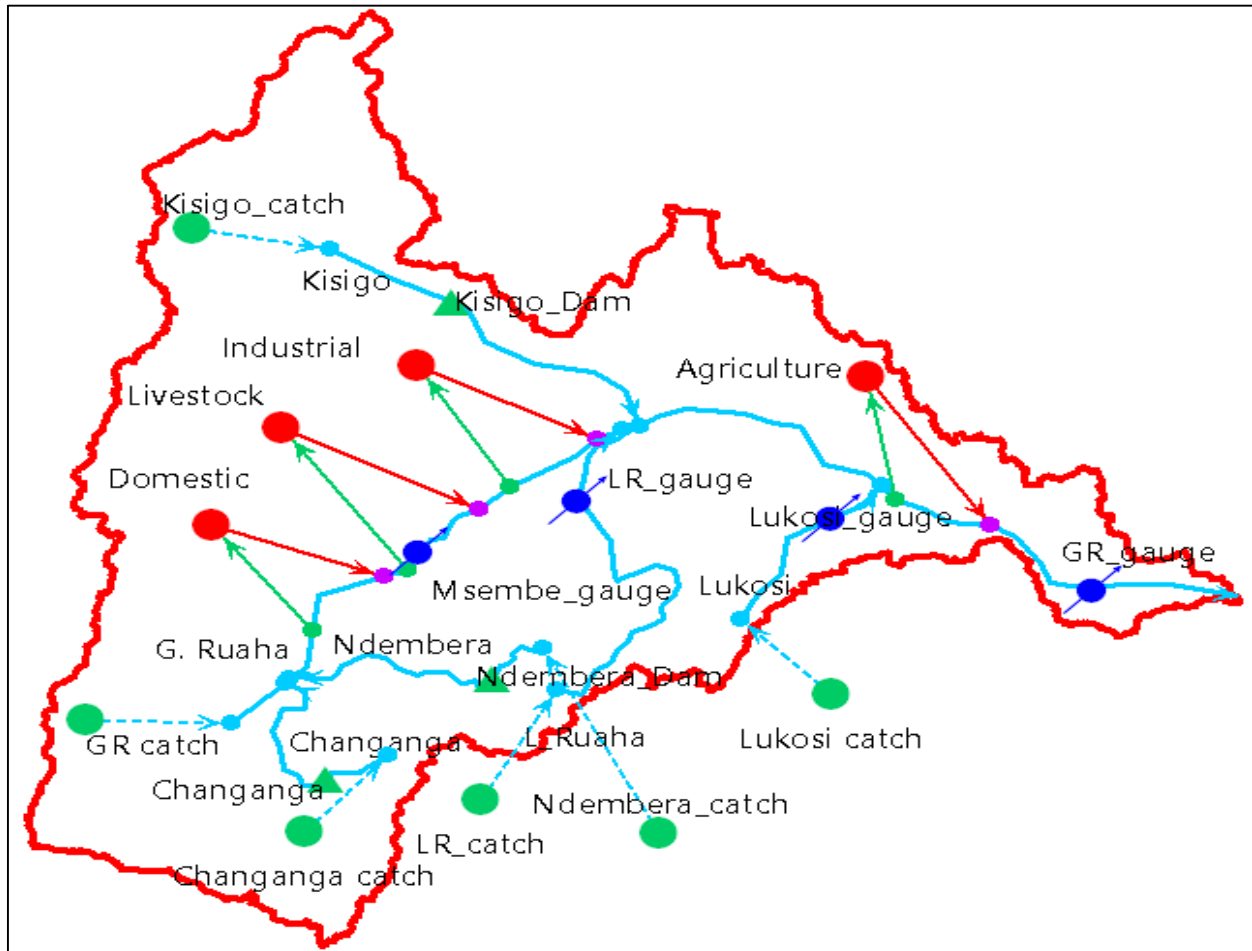 Kisigo_catch
Kisigo
Kisigo_Dam
Industrial
Agriculture
Livestock
Domestic
LR_gauge
Lukosi_gauge
GR_gauge
Msembe_gauge
Lukosi
G. Ruaha
Ndembera
Ndembera_Dam
GR catch
Changanga
L_Ruaha
Lukosi catch
Changanga
Ndembera_catch
LR_catch
Changanga catch